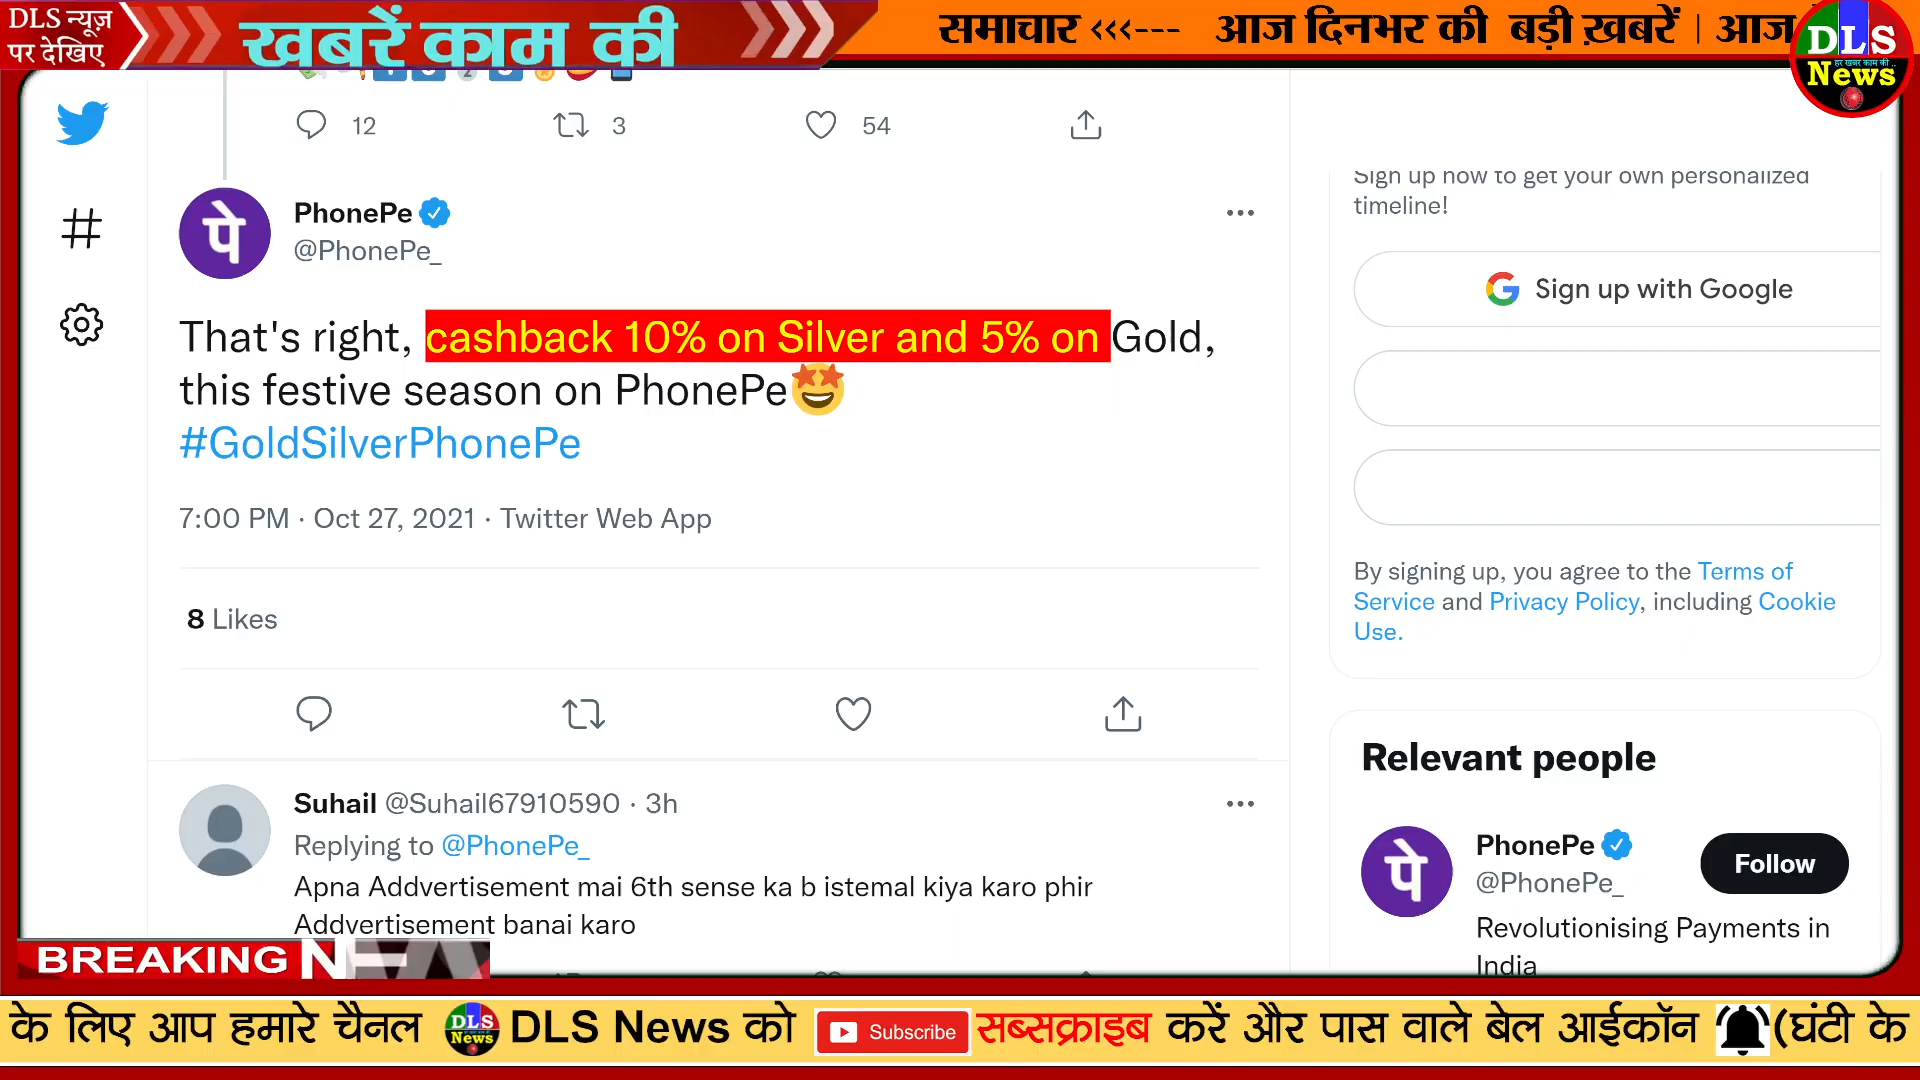 DLS न्यूज़
पर देखिए
खबरें काम की
समाचार <<<--- आज दिनभर की बड़ी ख़बरें | आज
DLS
हर खबर काम की..
News
12 3 54
PhonePe
@PhonePe_
That's right, cashback 10% on Silver and 5% on Gold,
this festive season on PhonePe🤩
#GoldSilverPhonePe
7:00 PM · Oct 27, 2021 · Twitter Web App
8 Likes
Suhail @Suhail67910590 · 3h
Replying to @PhonePe_
Apna Addvertisement mai 6th sense ka b istemal kiya karo phir
Addvertisement banai karo
Sign up now to get your own personalized
timeline!
Sign up with Google
By signing up, you agree to the Terms of
Service and Privacy Policy, including Cookie
Use.
Relevant people
PhonePe
@PhonePe_
Follow
Revolutionising Payments in
India
BREAKING
के लिए आप हमारे चैनल DLS News DLS News को Subscribe सब्सक्राइब करें और पास वाले बेल आईकॉन (घंटी के